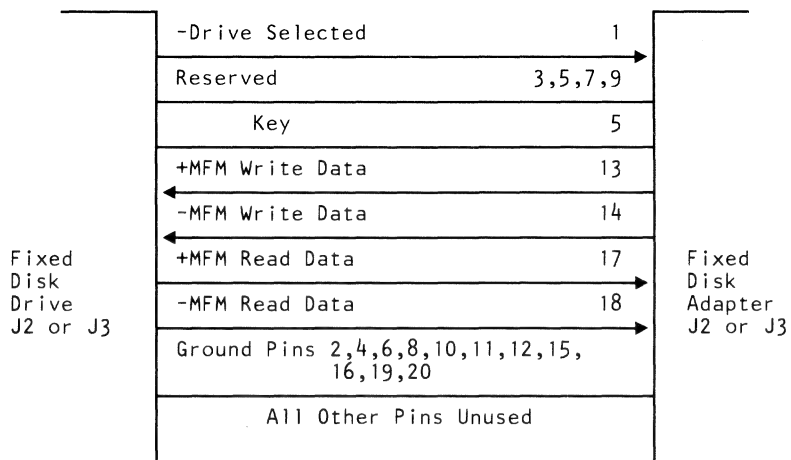 -Drive Selected 1
Reserved 3,5,7,9
Key 5
+MFM Write Data 13
-MFM Write Data 14
+MFM Read Data 17
-MFM Read Data 18
Ground Pins 2,4,6,8,10,11,12,15,
16,19,20
All Other Pins Unused
Fixed
Disk
Drive
J2 or J3
Fixed
Disk
Adapter
J2 or J3